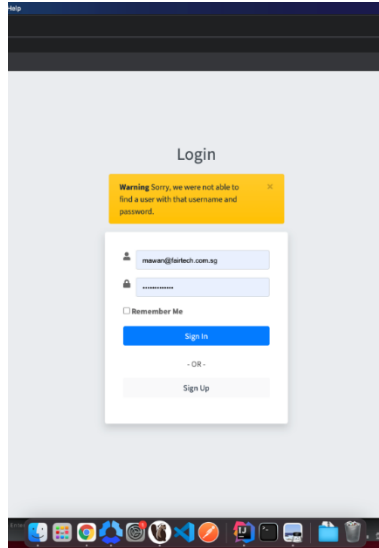 Help
Login
Warning Sorry, we were not able to ×
find a user with that username and
password.
mawan@fairtech.com.sg
•••••••••••••
Remember Me
Sign In
- OR -
Sign Up